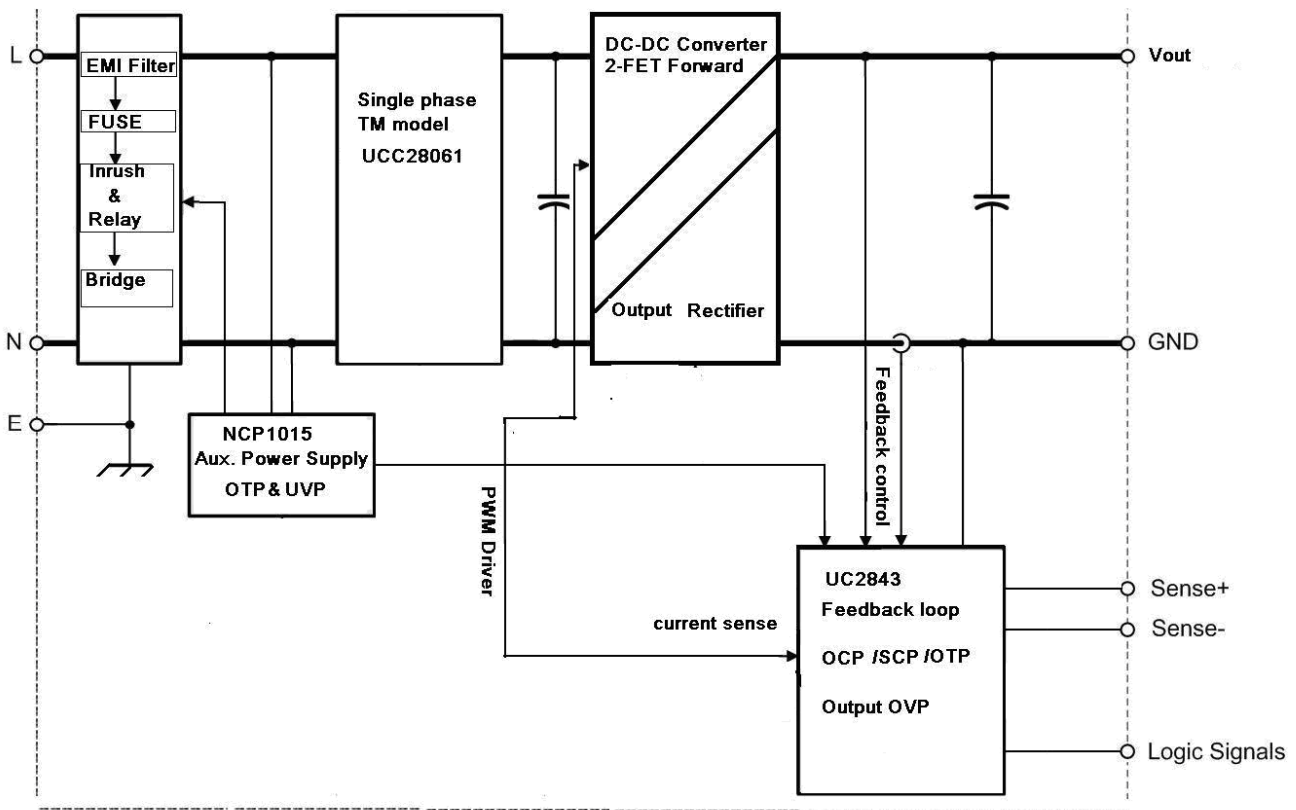 L
EMI Filter
FUSE
Inrush
&
Relay
Bridge
N
E
Single phase
TM model
UCC28061
DC-DC Converter
2-FET Forward
Output Rectifier
Vout
GND
NCP1015
Aux. Power Supply
OTP & UVP
PWM Driver
Feedback control
current sense
UC2843
Feedback loop
OCP /SCP /OTP
Output OVP
Sense+
Sense-
Logic Signals